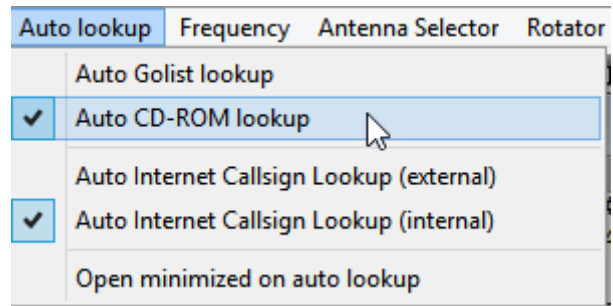 Auto lookup Frequency Antenna Selector Rotator
Auto Golist lookup
Auto CD-ROM lookup
Auto Internet Callsign Lookup (external)
Auto Internet Callsign Lookup (internal)
Open minimized on auto lookup